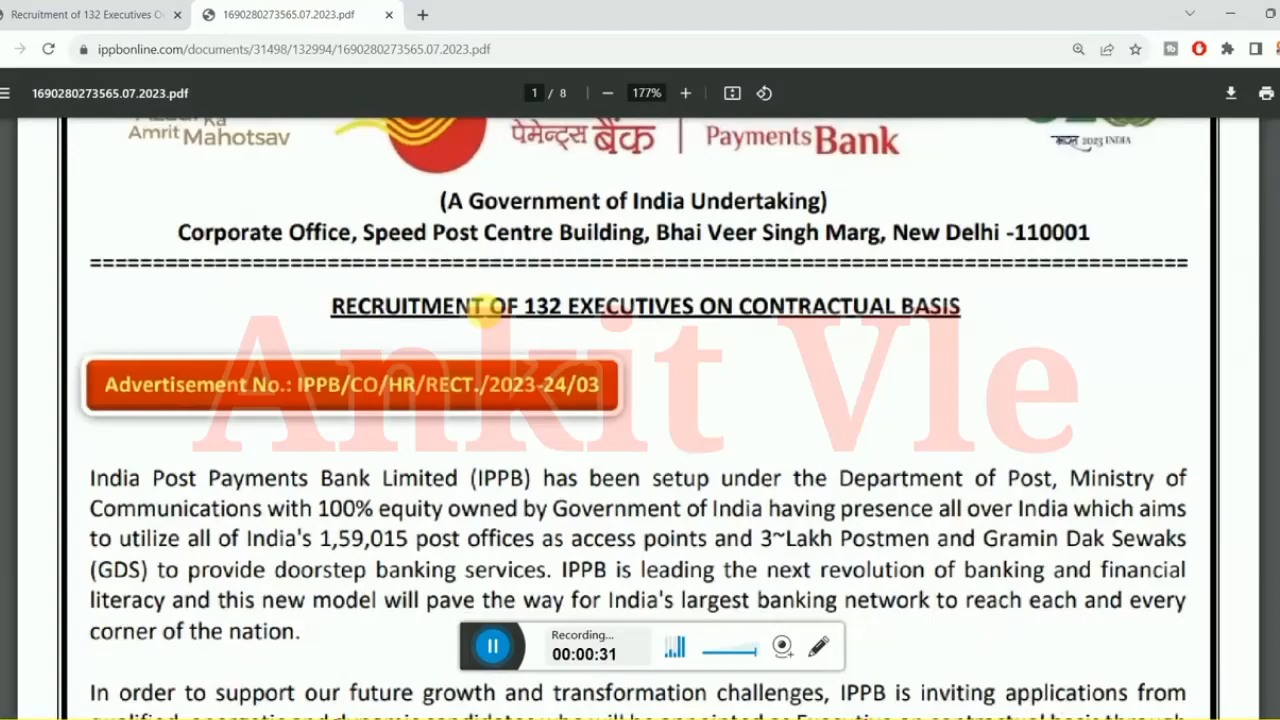 Recruitment of 132 Executives O
1690280273565.07.2023.pdf
ippbonline.com/documents/31498/132994/1690280273565.07.2023.pdf
1690280273565.07.2023.pdf
1 / 8
177%
Amrit Mahotsav
पेमेन्ट्स बैंक
Payments Bank
2023 INDIA
(A Government of India Undertaking)
Corporate Office, Speed Post Centre Building, Bhai Veer Singh Marg, New Delhi -110001
RECRUITMENT OF 132 EXECUTIVES ON CONTRACTUAL BASIS
Ankit Vle
Advertisement No.: IPPB/CO/HR/RECT./2023-24/03
India Post Payments Bank Limited (IPPB) has been setup under the Department of Post, Ministry of
Communications with 100% equity owned by Government of India having presence all over India which aims
to utilize all of India's 1,59,015 post offices as access points and 3~Lakh Postmen and Gramin Dak Sewaks
(GDS) to provide doorstep banking services. IPPB is leading the next revolution of banking and financial
literacy and this new model will pave the way for India's largest banking network to reach each and every
corner of the nation.
Recording...
00:00:31
In order to support our future growth and transformation challenges, IPPB is inviting applications from